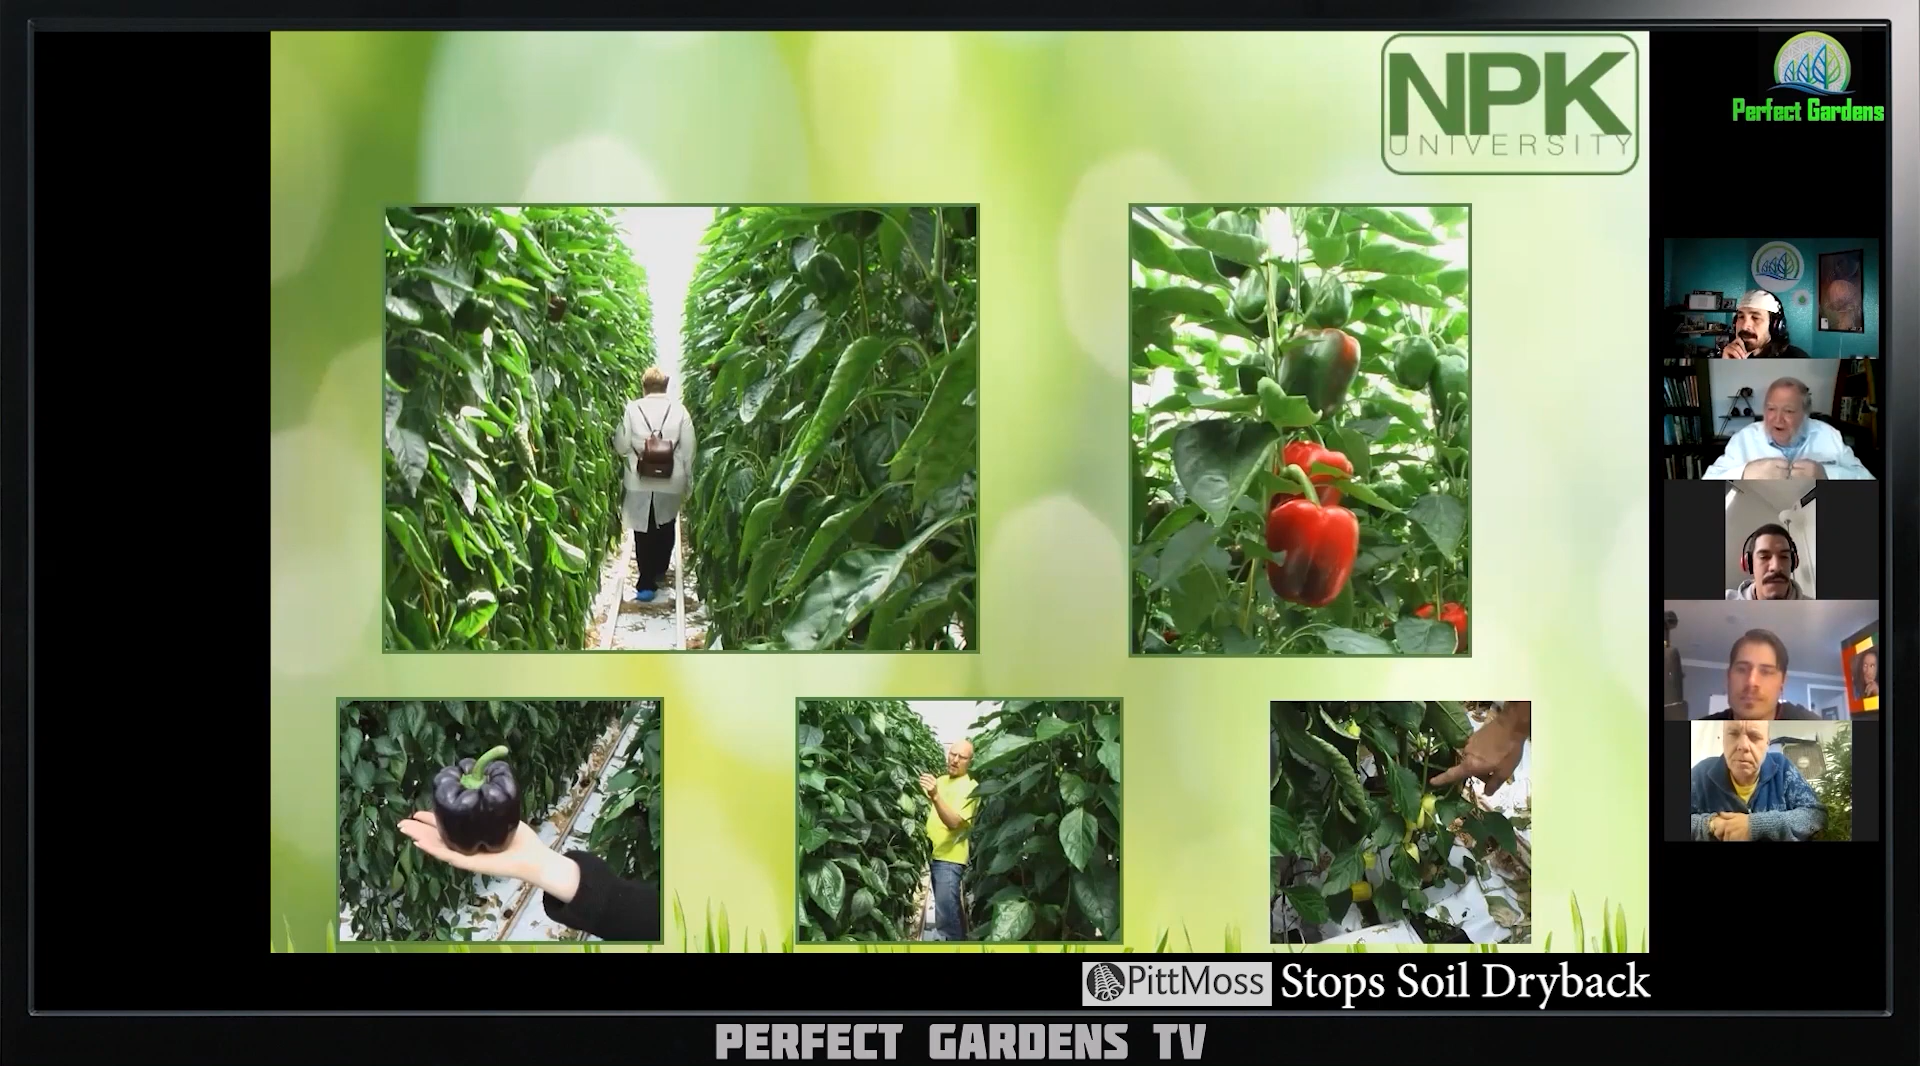 NPK
UNIVERSITY
Perfect Gardens
PittMoss Stops Soil Dryback
PERFECT GARDENS TV